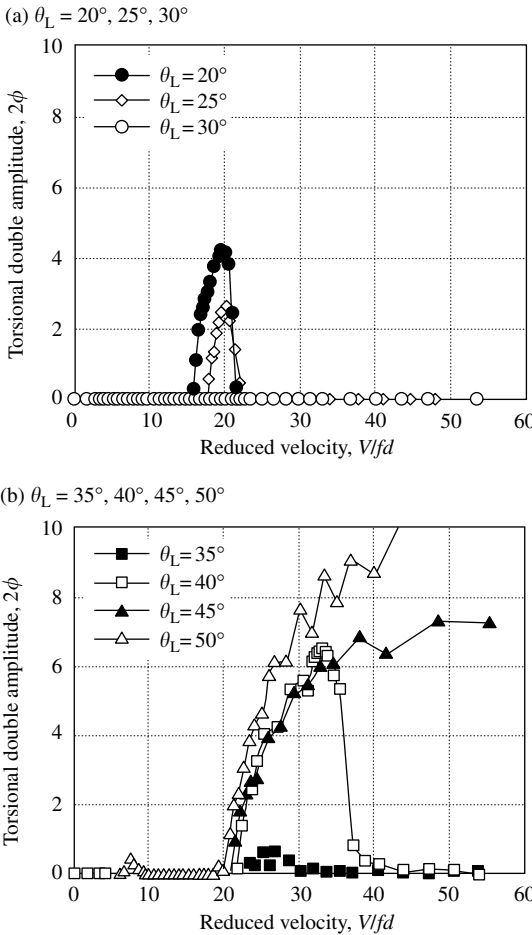 (a) θL = 20°, 25°, 30°
10
8
6
4
2
0
Torsional double amplitude, 2ϕ
θL = 20°
θL = 25°
θL = 30°
0 10 20 30 40 50 60
Reduced velocity, V/fd
(b) θL = 35°, 40°, 45°, 50°
10
8
6
4
2
0
Torsional double amplitude, 2ϕ
θL = 35°
θL = 40°
θL = 45°
θL = 50°
0 10 20 30 40 50 60
Reduced velocity, V/fd